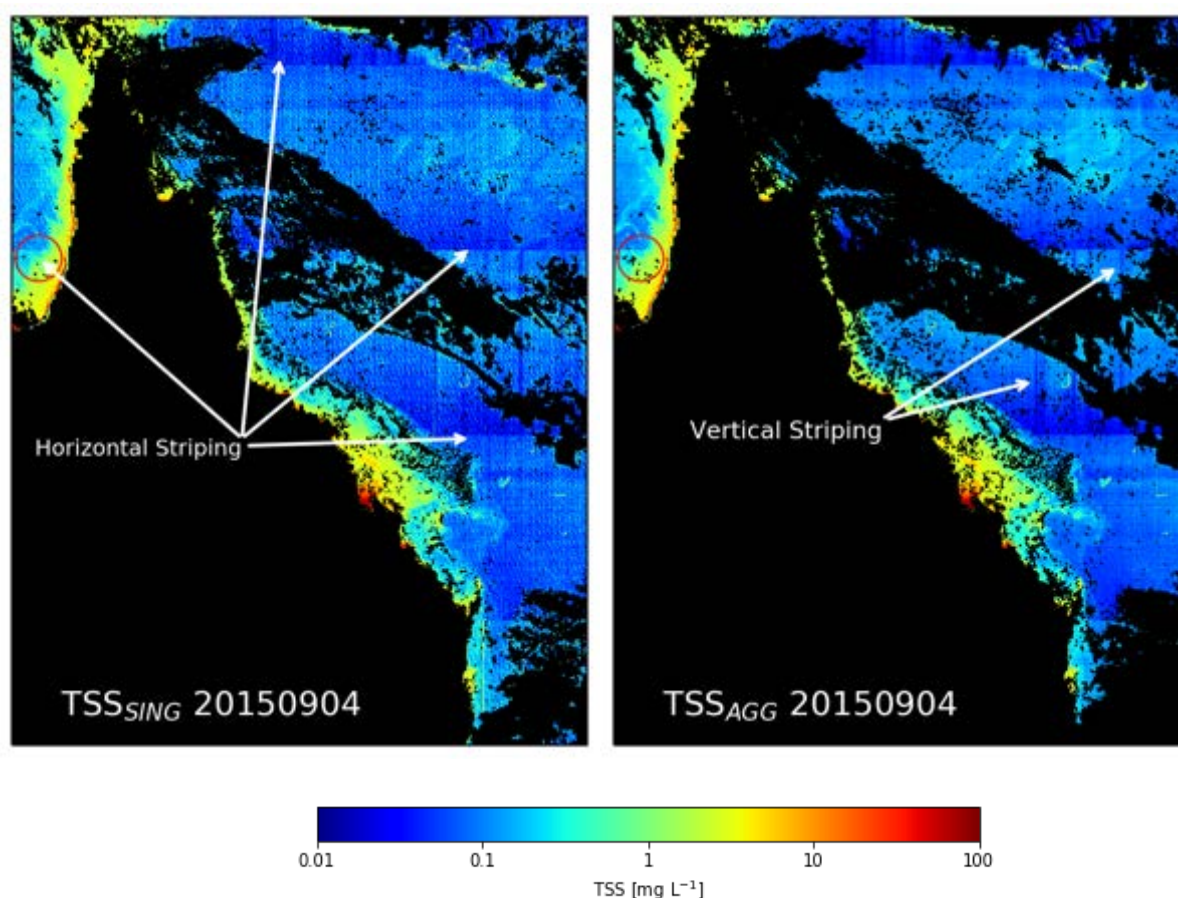 Horizontal Striping
Vertical Striping
TSS_SING 20150904
TSS_AGG 20150904
0.01 0.1 1 10 100
TSS [mg L⁻¹]